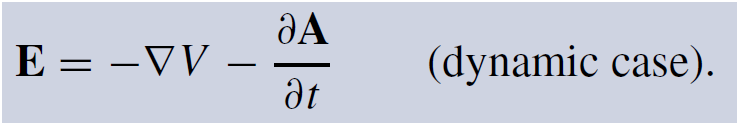 E = −∇V − ∂A/∂t (dynamic case).